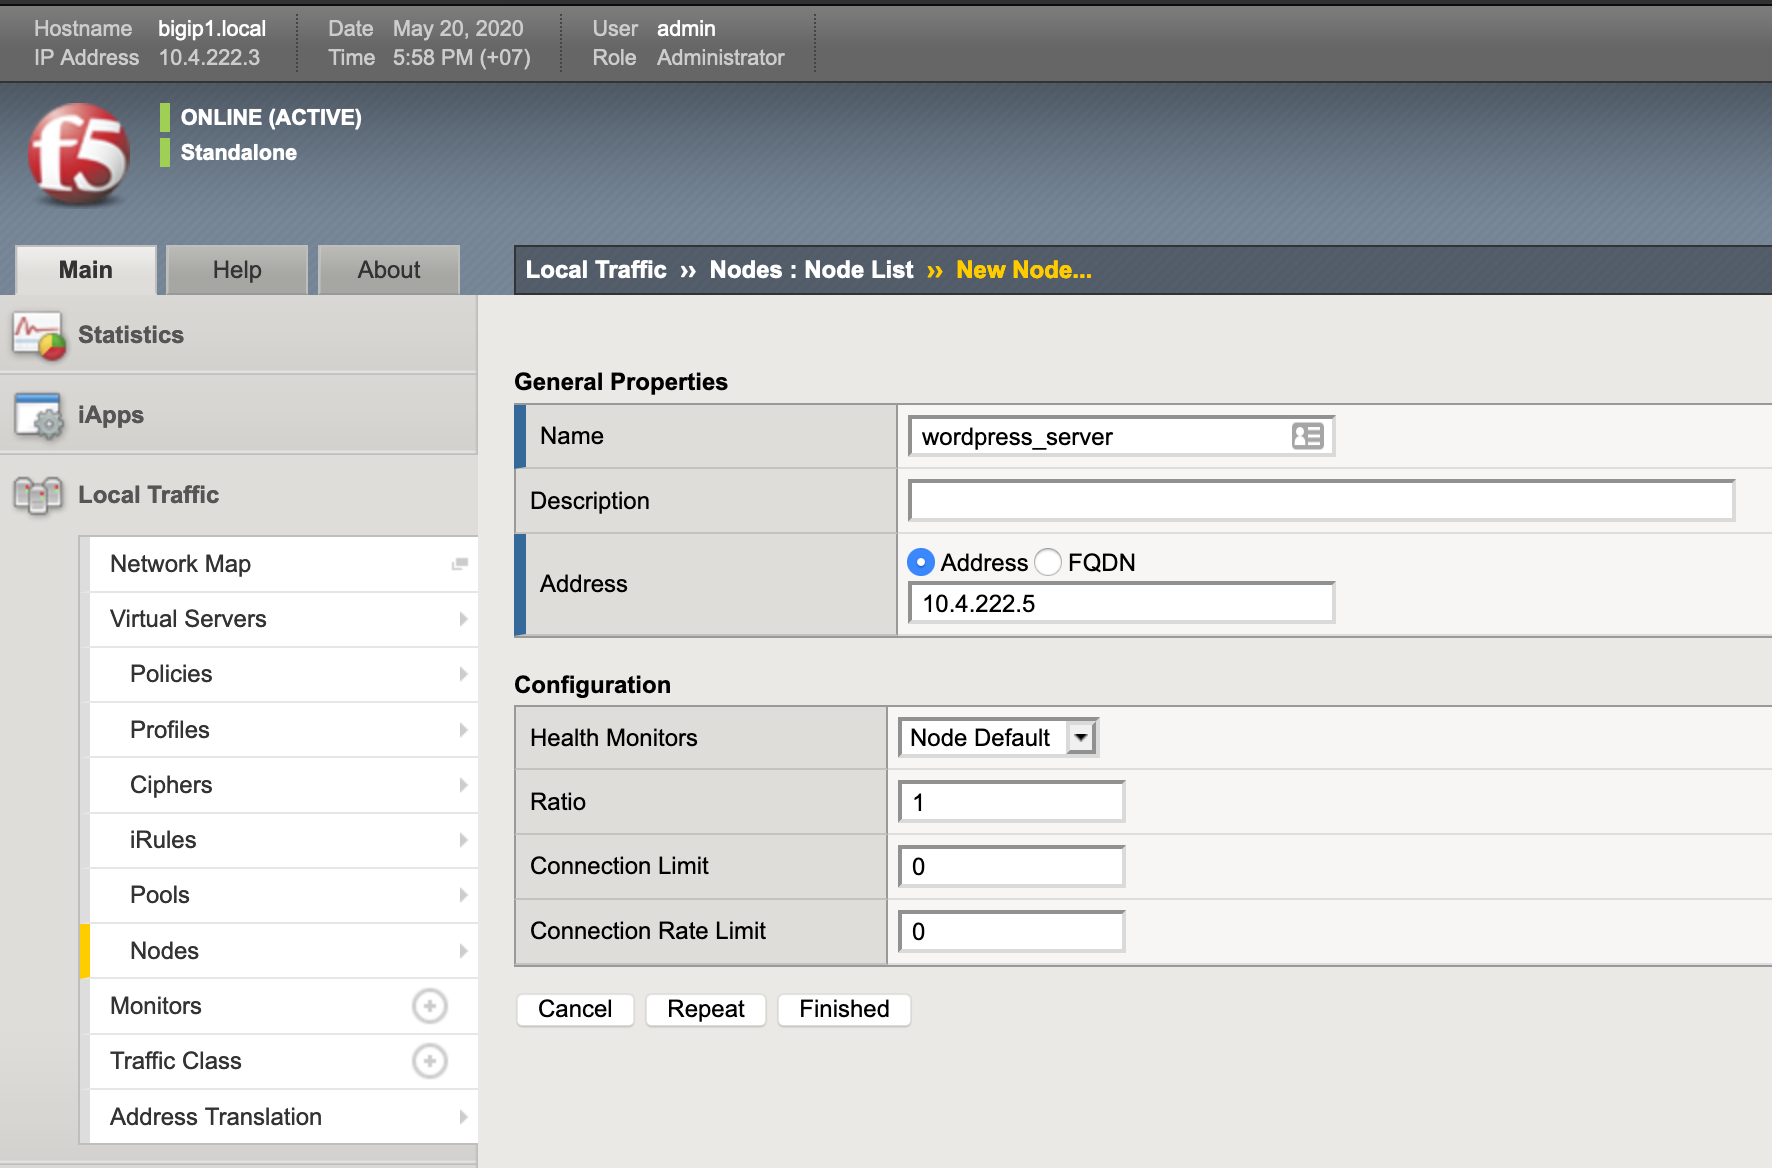 Hostname bigip1.local Date May 20, 2020 User admin
IP Address 10.4.222.3 Time 5:58 PM (+07) Role Administrator
f5
ONLINE (ACTIVE)
Standalone
Main Help About
Local Traffic ›› Nodes : Node List ›› New Node...
Statistics
iApps
Local Traffic
Network Map
Virtual Servers
Policies
Profiles
Ciphers
iRules
Pools
Nodes
Monitors
Traffic Class
Address Translation
General Properties
Name wordpress_server
Description
Address Address FQDN
10.4.222.5
Configuration
Health Monitors Node Default
Ratio 1
Connection Limit 0
Connection Rate Limit 0
Cancel Repeat Finished